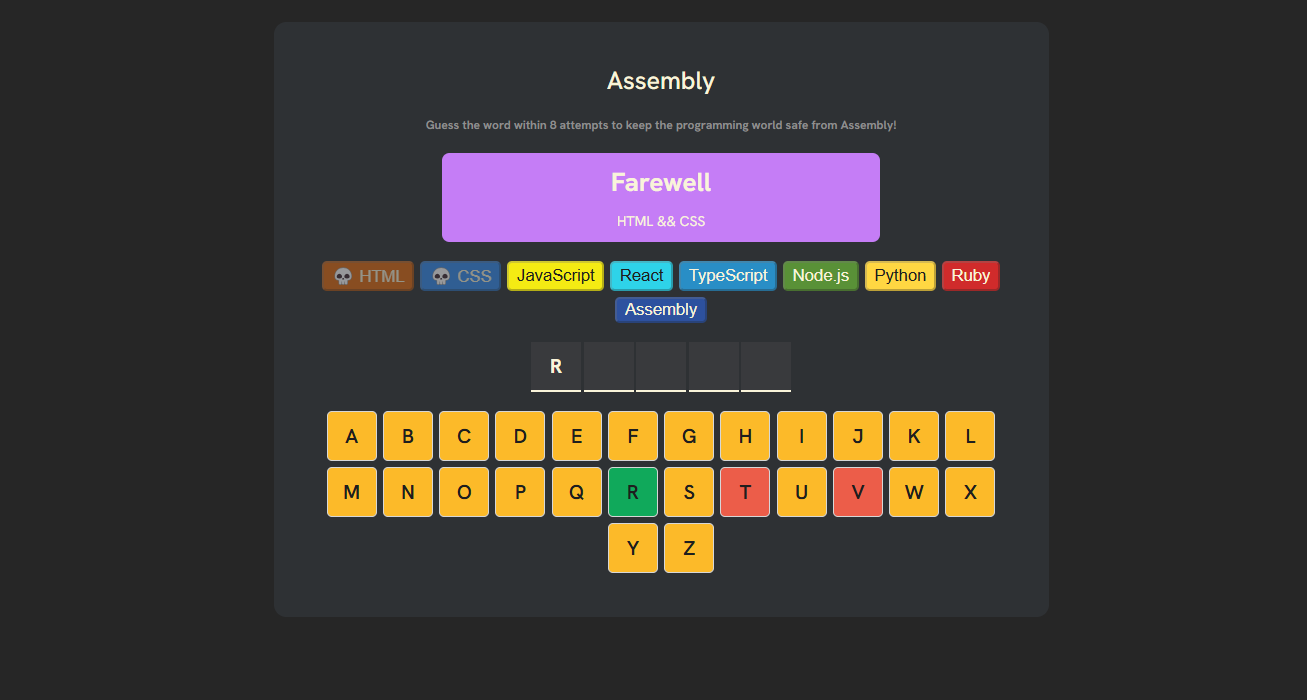 Assembly
Guess the word within 8 attempts to keep the programming world safe from Assembly!
Farewell
HTML && CSS
HTML CSS JavaScript React TypeScript Node.js Python Ruby
Assembly
R
A B C D E F G H I J K L
M N O P Q R S T U V W X
Y Z